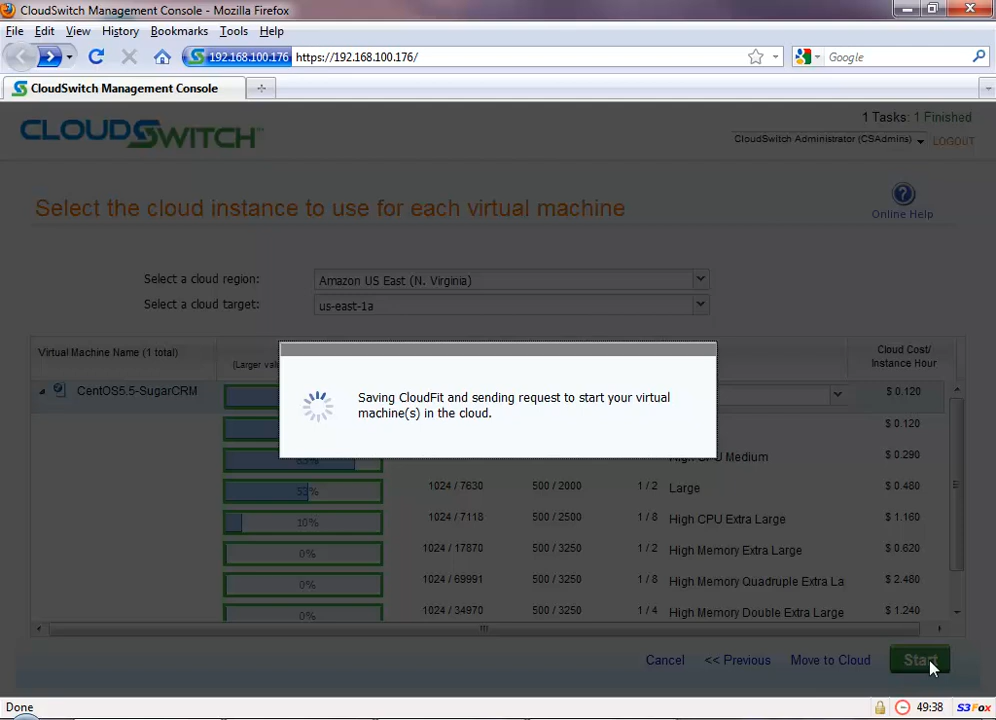 CloudSwitch Management Console - Mozilla Firefox
File Edit View History Bookmarks Tools Help
192.168.100.176 https://192.168.100.176/ Google
CloudSwitch Management Console
CLOUDSWITCH™
1 Tasks: 1 Finished
CloudSwitch Administrator (CSAdmins) LOGOUT
Select the cloud instance to use for each virtual machine
Online Help
Select a cloud region: Amazon US East (N. Virginia)
Select a cloud target: us-east-1a
Virtual Machine Name (1 total) (Larger Cloud Cost/
Instance Hour
CentOS5.5-SugarCRM $ 0.120
$ 0.120
Saving CloudFit and sending request to start your virtual
machine(s) in the cloud.
Medium $ 0.290
53% 1024 / 7630 500 / 2000 1 / 2 Large $ 0.480
10% 1024 / 7118 500 / 2500 1 / 8 High CPU Extra Large $ 1.160
0% 1024 / 17870 500 / 3250 1 / 2 High Memory Extra Large $ 0.620
0% 1024 / 69991 500 / 3250 1 / 8 High Memory Quadruple Extra La $ 2.480
0% 1024 / 34970 500 / 3250 1 / 4 High Memory Double Extra Large $ 1.240
Cancel << Previous Move to Cloud Start
Done 49:38 S3Fox